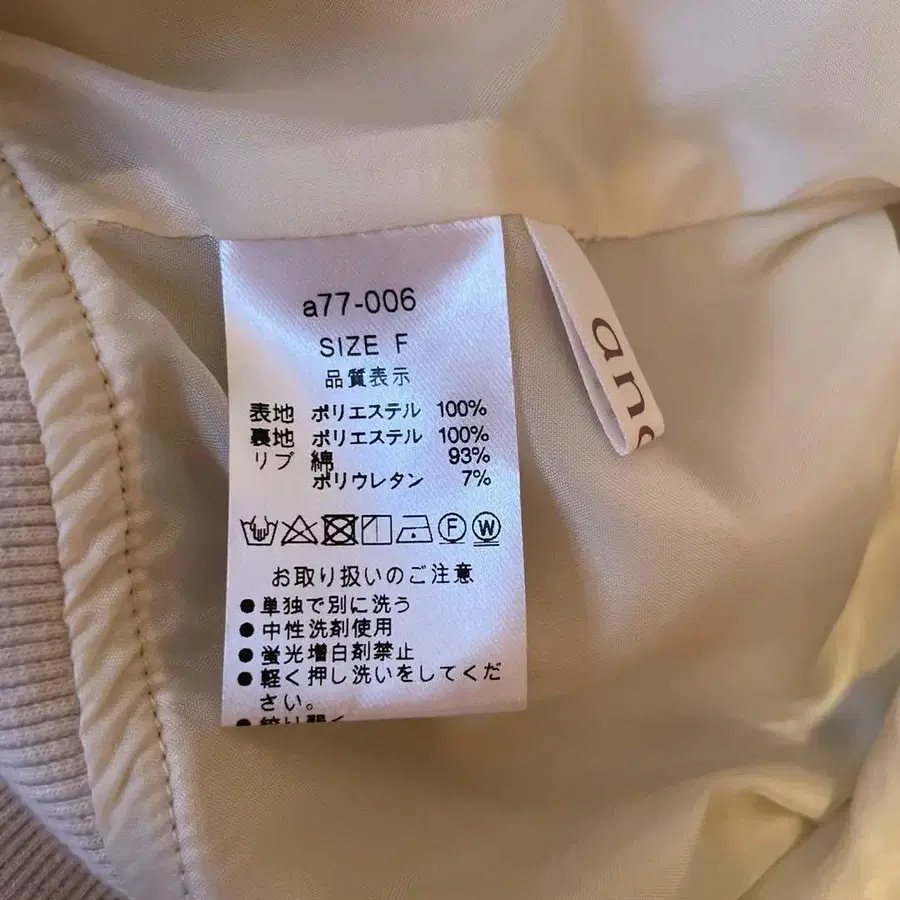 a77-006
SIZE F
品質表示
表地 ポリエステル 100%
裏地 ポリエステル 100%
リブ 綿 93%
ポリウレタン 7%
F W
お取り扱いのご注意
●単独で別に洗う
●中性洗剤使用
●蛍光増白剤禁止
●軽く押し洗いをしてくだ
さい。
ans